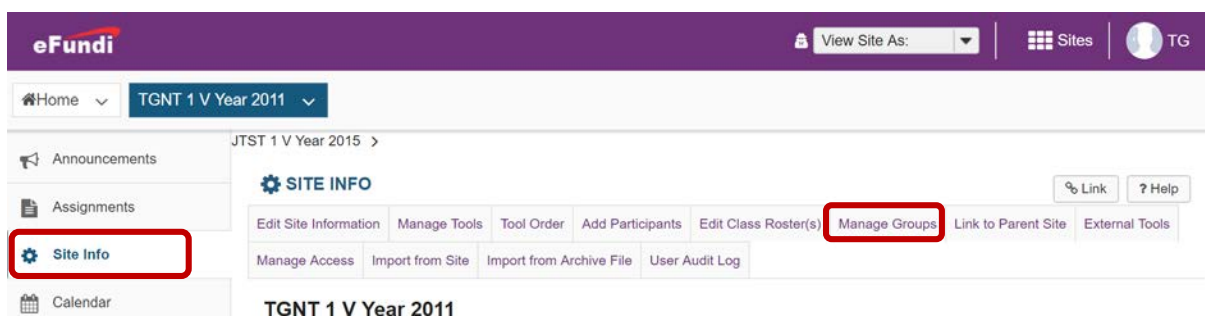 eFundi View Site As: Sites TG
Home TGNT 1 V Year 2011
JTST 1 V Year 2015 >
Announcements
SITE INFO Link ? Help
Assignments
Edit Site Information Manage Tools Tool Order Add Participants Edit Class Roster(s) Manage Groups Link to Parent Site External Tools
Site Info
Manage Access Import from Site Import from Archive File User Audit Log
Calendar
TGNT 1 V Year 2011